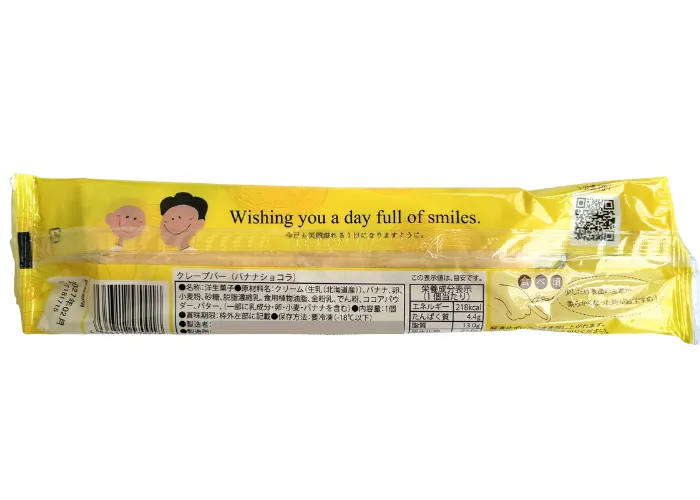 Wishing you a day full of smiles.
今日も笑顔溢れる1日になりますように。
クレープバー(バナナショコラ)
●名称:洋生菓子●原材料名:クリーム(生乳(北海道産))、バナナ、卵、
小麦粉、砂糖、脱脂濃縮乳、食用植物油脂、全粉乳、でん粉、ココアパウ
ダー、バター、(一部に乳成分・卵・小麦・バナナを含む)●内容量:1個
●賞味期限:枠外左部に記載●保存方法:要冷凍(-18℃以下)
●製造者:
この表示値は、目安です。
栄養成分表示
(1個当たり)
エネルギー 218kcal
たんぱく質 4.4g
脂質 13.0g
食べ